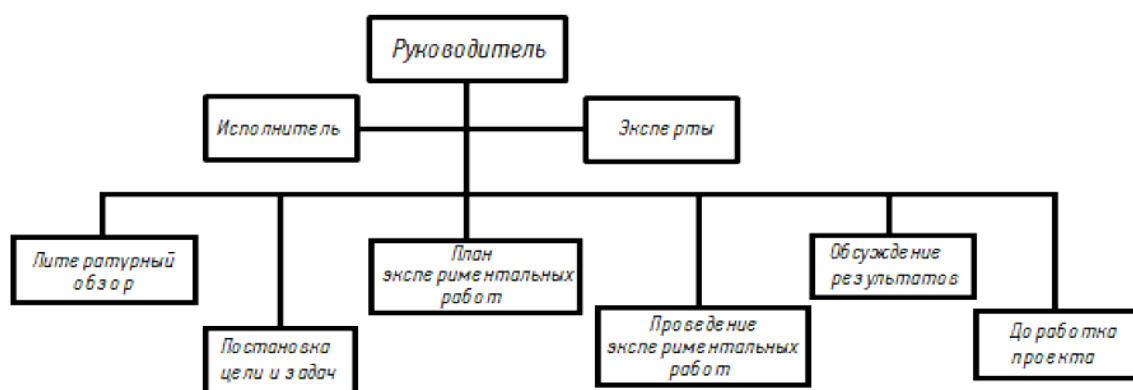 Руководитель
Исполнитель
Эксперты
Литературный
обзор
Постановка
цели и задач
План
экспериментальных
работ
Проведение
экспериментальных
работ
Обсуждение
результатов
Доработка
проекта